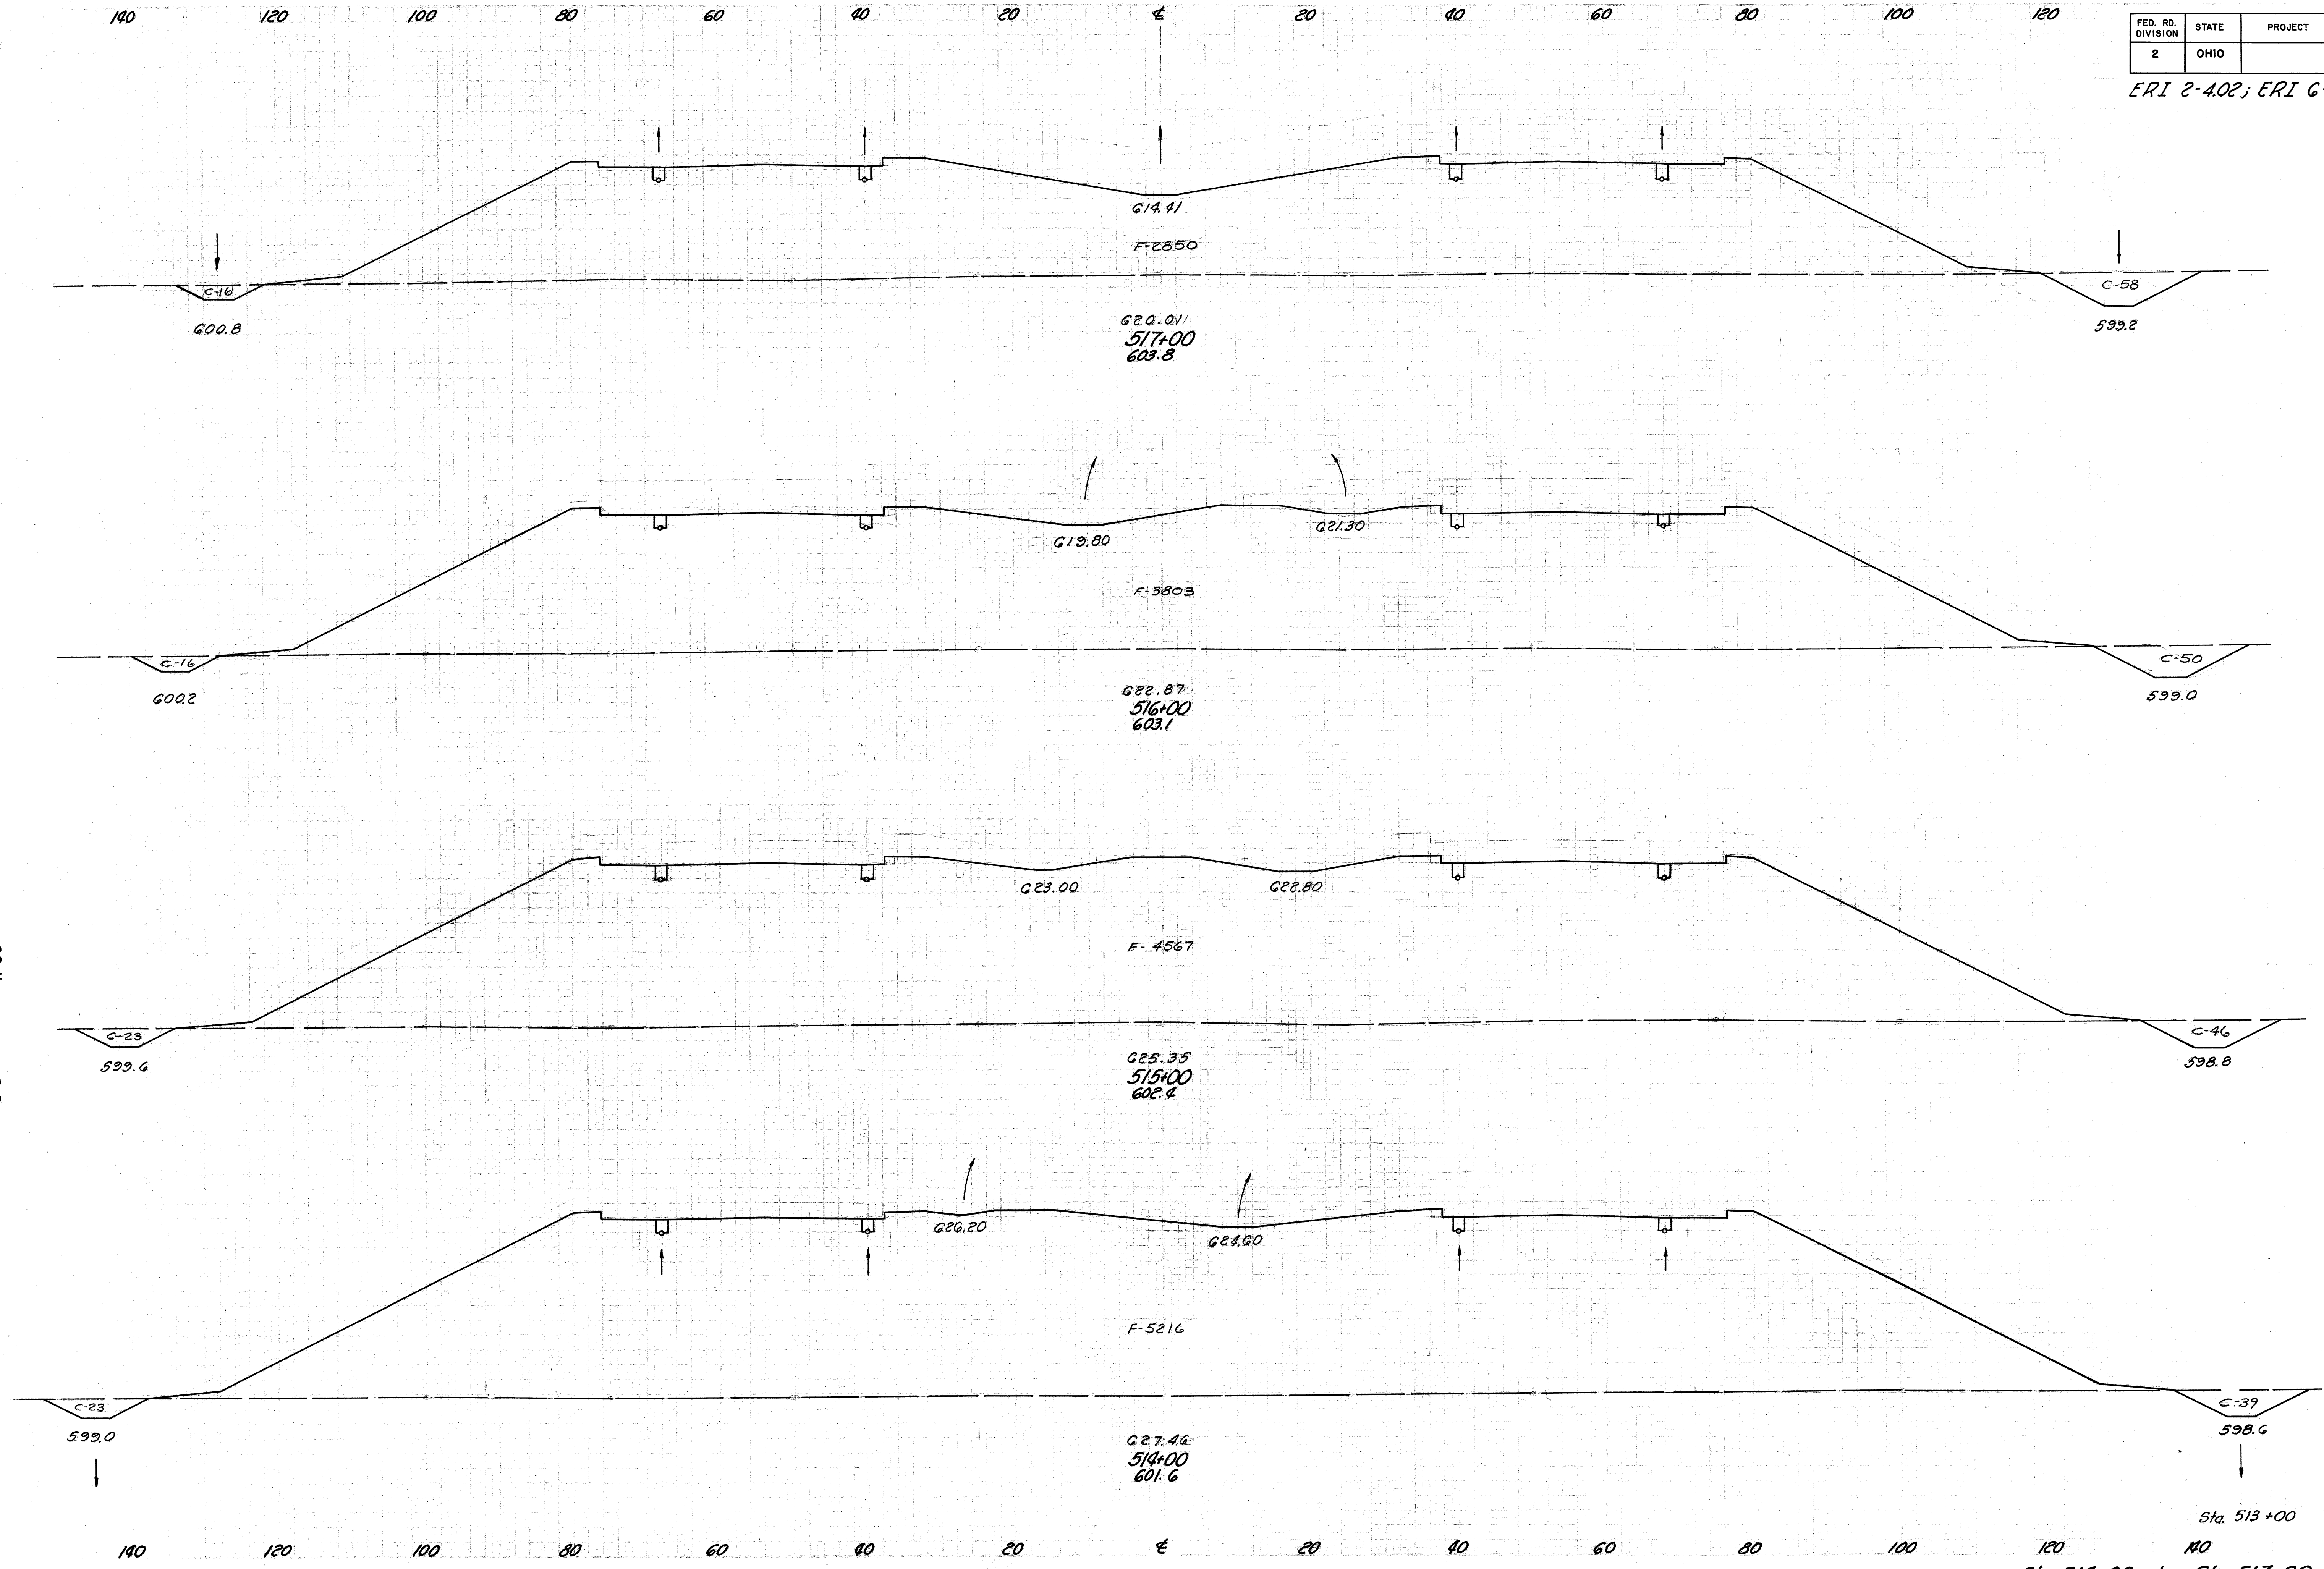 140 120 100 80 60 40 20 ℄ 20 40 60 80 100 120
FED. RD. DIVISION STATE PROJECT
2 OHIO
ERI 2-4.02; ERI 6-
614.41
F-2850
C-16
C-58
600.8
599.2
620.01
517+00
603.8
619.80
621.30
F-3803
C-16
C-50
600.2
599.0
622.87
516+00
603.1
623.00
622.80
F-4567
C-23
C-46
599.6
598.8
625.35
515+00
602.4
626.20
624.60
F-5216
C-23
C-39
599.0
598.6
627.46
514+00
601.6
Sta. 513+00
140 120 100 80 60 40 20 ℄ 20 40 60 80 100 120 140